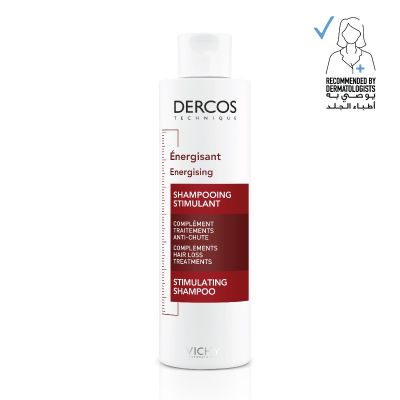 RECOMMENDED BY
DERMATOLOGISTS
يوصي به
أطباء الجلد
DERCOS
TECHNIQUE
Énergisant
Energising
SHAMPOOING
STIMULANT
COMPLÉMENT
TRAITEMENTS
ANTI-CHUTE
COMPLEMENTS
HAIR LOSS
TREATMENTS
STIMULATING
SHAMPOO
VICHY